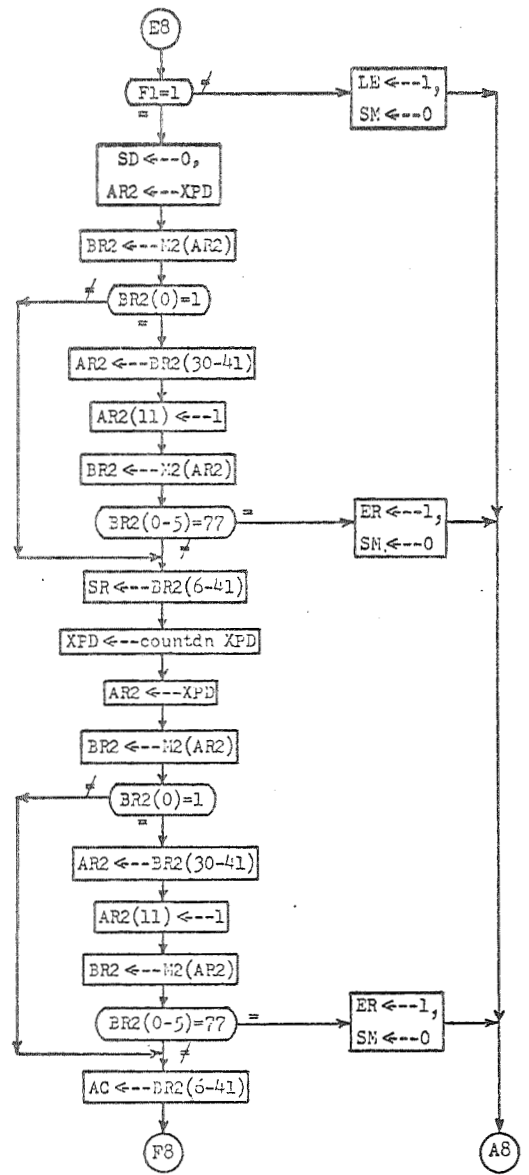 E8
≠
F1=1
=
LE <---1,
SM <---0
SD <---0,
AR2 <---XPD
BR2 <---M2(AR2)
≠
BR2(0)=1
=
AR2 <---BR2(30-41)
AR2(11) <---1
BR2 <---M2(AR2)
BR2(0-5)=77
=
≠
ER <---1,
SM <---0
SR <---BR2(6-41)
XPD <---countdn XPD
AR2 <---XPD
BR2 <---M2(AR2)
≠
BR2(0)=1
=
AR2 <---BR2(30-41)
AR2(11) <---1
BR2 <---M2(AR2)
BR2(0-5)=77
=
≠
ER <---1,
SM <---0
AC <---BR2(6-41)
F8
A8